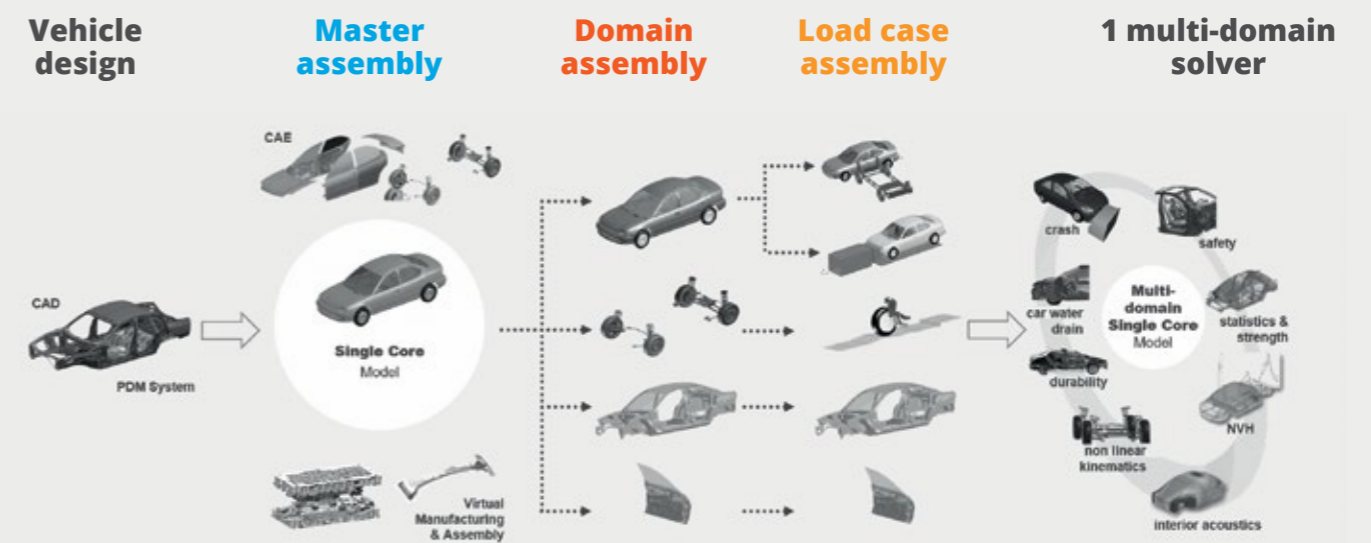 Vehicle
design
Master
assembly
Domain
assembly
Load case
assembly
1 multi-domain
solver
CAE
CAD
PDM System
Single Core
Model
Virtual
Manufacturing
& Assembly
crash
safety
car water
drain
Multi-
domain
Single Core
Model
statistics &
strength
durability
NVH
non linear
kinematics
interior acoustics